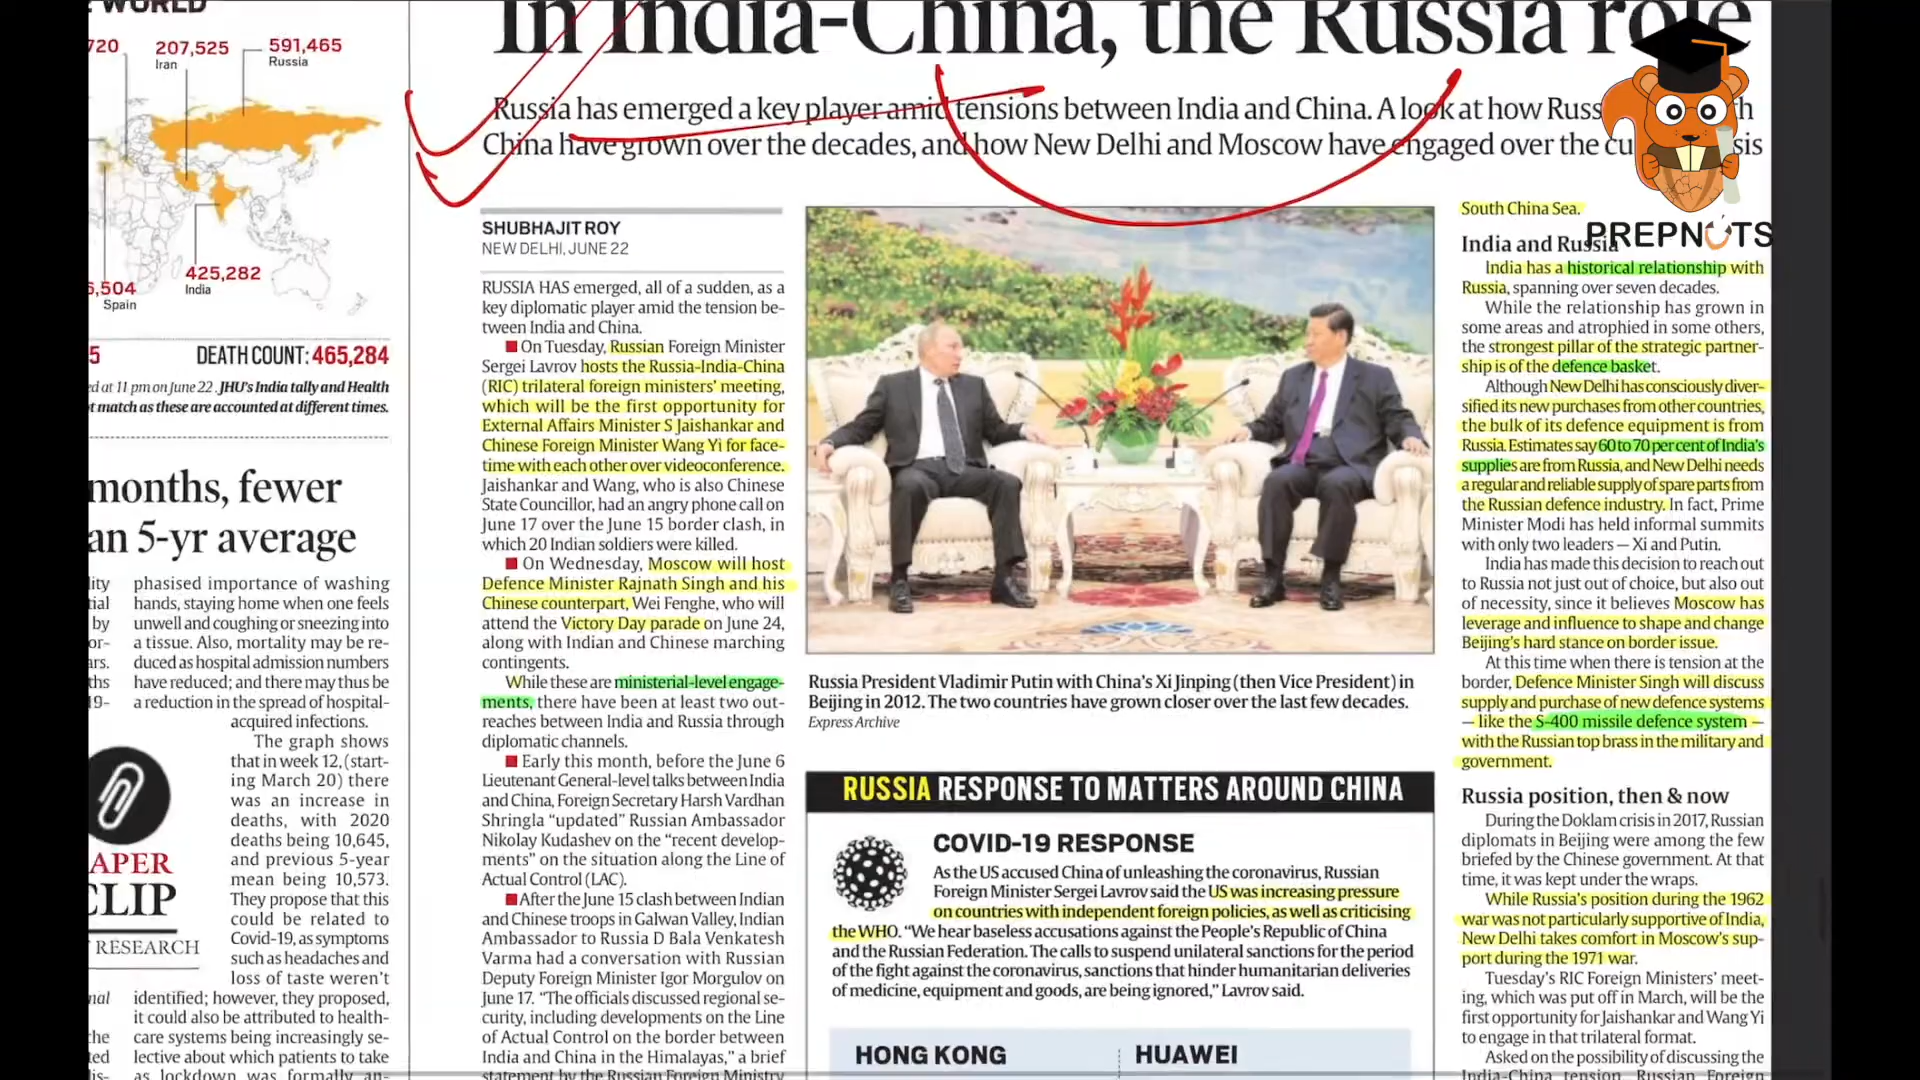 WORLD
720
207,525
Iran
591,465
Russia
425,282
India
6,504
Spain
5
DEATH COUNT: 465,284
ed at 11 pm on June 22. JHU's India tally and Health
t match as these are accounted at different times.
months, fewer
an 5-yr average
lity
tial
by
or-
ars.
ths
19-
phasised importance of washing
hands, staying home when one feels
unwell and coughing or sneezing into
a tissue. Also, mortality may be re-
duced as hospital admission numbers
have reduced; and there may thus be
a reduction in the spread of hospital-
acquired infections.
The graph shows
that in week 12, (start-
ing March 20) there
was an increase in
deaths, with 2020
deaths being 10,645,
and previous 5-year
mean being 10,573.
They propose that this
could be related to
Covid-19, as symptoms
such as headaches and
loss of taste weren't
identified; however, they proposed,
it could also be attributed to health-
care systems being increasingly se-
lective about which patients to take
as lockdown was formally an-
APER
CLIP
RESEARCH
nal
the
ted
lis-
In India-China, the Russia role
Russia has emerged a key player amid tensions between India and China. A look at how Russ
China have grown over the decades, and how New Delhi and Moscow have engaged over the cu
SHUBHAJIT ROY
NEW DELHI, JUNE 22
RUSSIA HAS emerged, all of a sudden, as a
key diplomatic player amid the tension be-
tween India and China.
On Tuesday, Russian Foreign Minister
Sergei Lavrov hosts the Russia-India-China
(RIC) trilateral foreign ministers' meeting,
which will be the first opportunity for
External Affairs Minister S Jaishankar and
Chinese Foreign Minister Wang Yi for face-
time with each other over videoconference.
Jaishankar and Wang, who is also Chinese
State Councillor, had an angry phone call on
June 17 over the June 15 border clash, in
which 20 Indian soldiers were killed.
On Wednesday, Moscow will host
Defence Minister Rajnath Singh and his
Chinese counterpart, Wei Fenghe, who will
attend the Victory Day parade on June 24,
along with Indian and Chinese marching
contingents.
While these are ministerial-level engage-
ments, there have been at least two out-
reaches between India and Russia through
diplomatic channels.
Early this month, before the June 6
Lieutenant General-level talks between India
and China, Foreign Secretary Harsh Vardhan
Shringla "updated" Russian Ambassador
Nikolay Kudashev on the "recent develop-
ments" on the situation along the Line of
Actual Control (LAC).
After the June 15 clash between Indian
and Chinese troops in Galwan Valley, Indian
Ambassador to Russia D Bala Venkatesh
Varma had a conversation with Russian
Deputy Foreign Minister Igor Morgulov on
June 17. "The officials discussed regional se-
curity, including developments on the Line
of Actual Control on the border between
India and China in the Himalayas," a brief
statement by the Russian Foreign Ministry
Russia President Vladimir Putin with China's Xi Jinping (then Vice President) in
Beijing in 2012. The two countries have grown closer over the last few decades.
Express Archive
RUSSIA RESPONSE TO MATTERS AROUND CHINA
COVID-19 RESPONSE
As the US accused China of unleashing the coronavirus, Russian
Foreign Minister Sergei Lavrov said the US was increasing pressure
on countries with independent foreign policies, as well as criticising
the WHO. "We hear baseless accusations against the People's Republic of China
and the Russian Federation. The calls to suspend unilateral sanctions for the period
of the fight against the coronavirus, sanctions that hinder humanitarian deliveries
of medicine, equipment and goods, are being ignored," Lavrov said.
HONG KONG
HUAWEI
South China Sea.
PREPNUTS
India and Russia
India has a historical relationship with
Russia, spanning over seven decades.
While the relationship has grown in
some areas and atrophied in some others,
the strongest pillar of the strategic partner-
ship is of the defence basket.
Although New Delhi has consciously diver-
sified its new purchases from other countries,
the bulk of its defence equipment is from
Russia. Estimates say 60 to 70 per cent of India's
supplies are from Russia, and New Delhi needs
a regular and reliable supply of spare parts from
the Russian defence industry. In fact, Prime
Minister Modi has held informal summits
with only two leaders — Xi and Putin.
India has made this decision to reach out
to Russia not just out of choice, but also out
of necessity, since it believes Moscow has
leverage and influence to shape and change
Beijing's hard stance on border issue.
At this time when there is tension at the
border, Defence Minister Singh will discuss
supply and purchase of new defence systems
— like the S-400 missile defence system —
with the Russian top brass in the military and
government.
Russia position, then & now
During the Doklam crisis in 2017, Russian
diplomats in Beijing were among the few
briefed by the Chinese government. At that
time, it was kept under the wraps.
While Russia's position during the 1962
war was not particularly supportive of India,
New Delhi takes comfort in Moscow's sup-
port during the 1971 war.
Tuesday's RIC Foreign Ministers' meet-
ing, which was put off in March, will be the
first opportunity for Jaishankar and Wang Yi
to engage in that trilateral format.
Asked on the possibility of discussing the
India-China tension, Russian Foreign